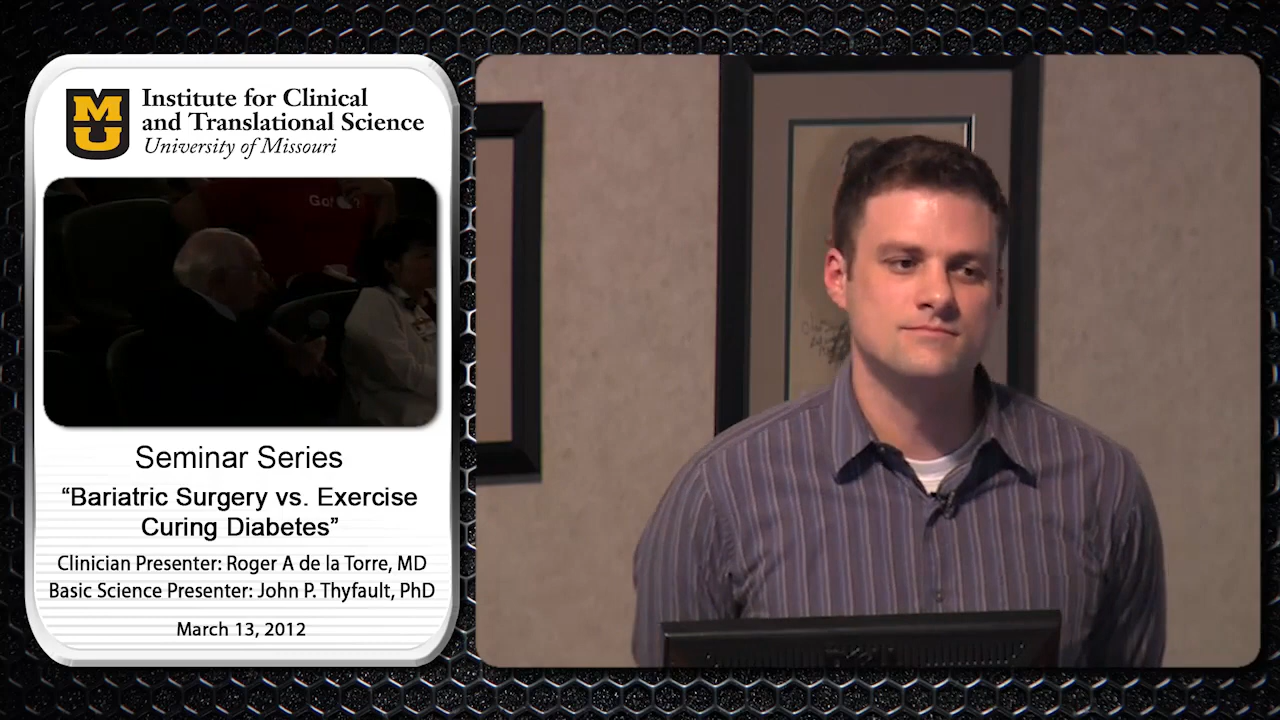 MU
Institute for Clinical
and Translational Science
University of Missouri
Seminar Series
“Bariatric Surgery vs. Exercise
Curing Diabetes”
Clinician Presenter: Roger A de la Torre, MD
Basic Science Presenter: John P. Thyfault, PhD
March 13, 2012